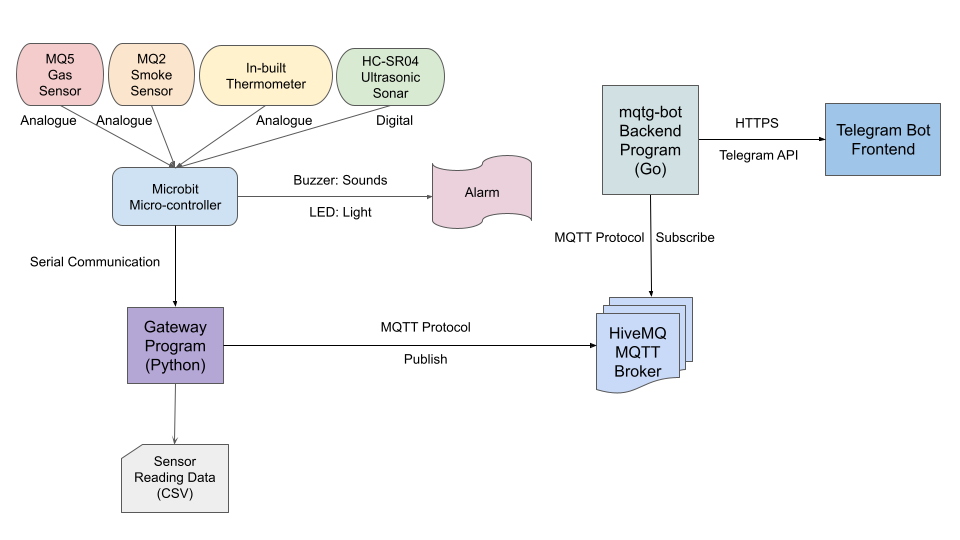 MQ5
Gas
Sensor
MQ2
Smoke
Sensor
In-built
Thermometer
HC-SR04
Ultrasonic
Sonar
Analogue
Analogue
Analogue
Digital
Microbit
Micro-controller
Buzzer: Sounds
LED: Light
Alarm
mqtg-bot
Backend
Program
(Go)
HTTPS
Telegram API
Telegram Bot
Frontend
MQTT Protocol
Subscribe
Serial Communication
Gateway
Program
(Python)
MQTT Protocol
Publish
HiveMQ
MQTT
Broker
Sensor
Reading Data
(CSV)